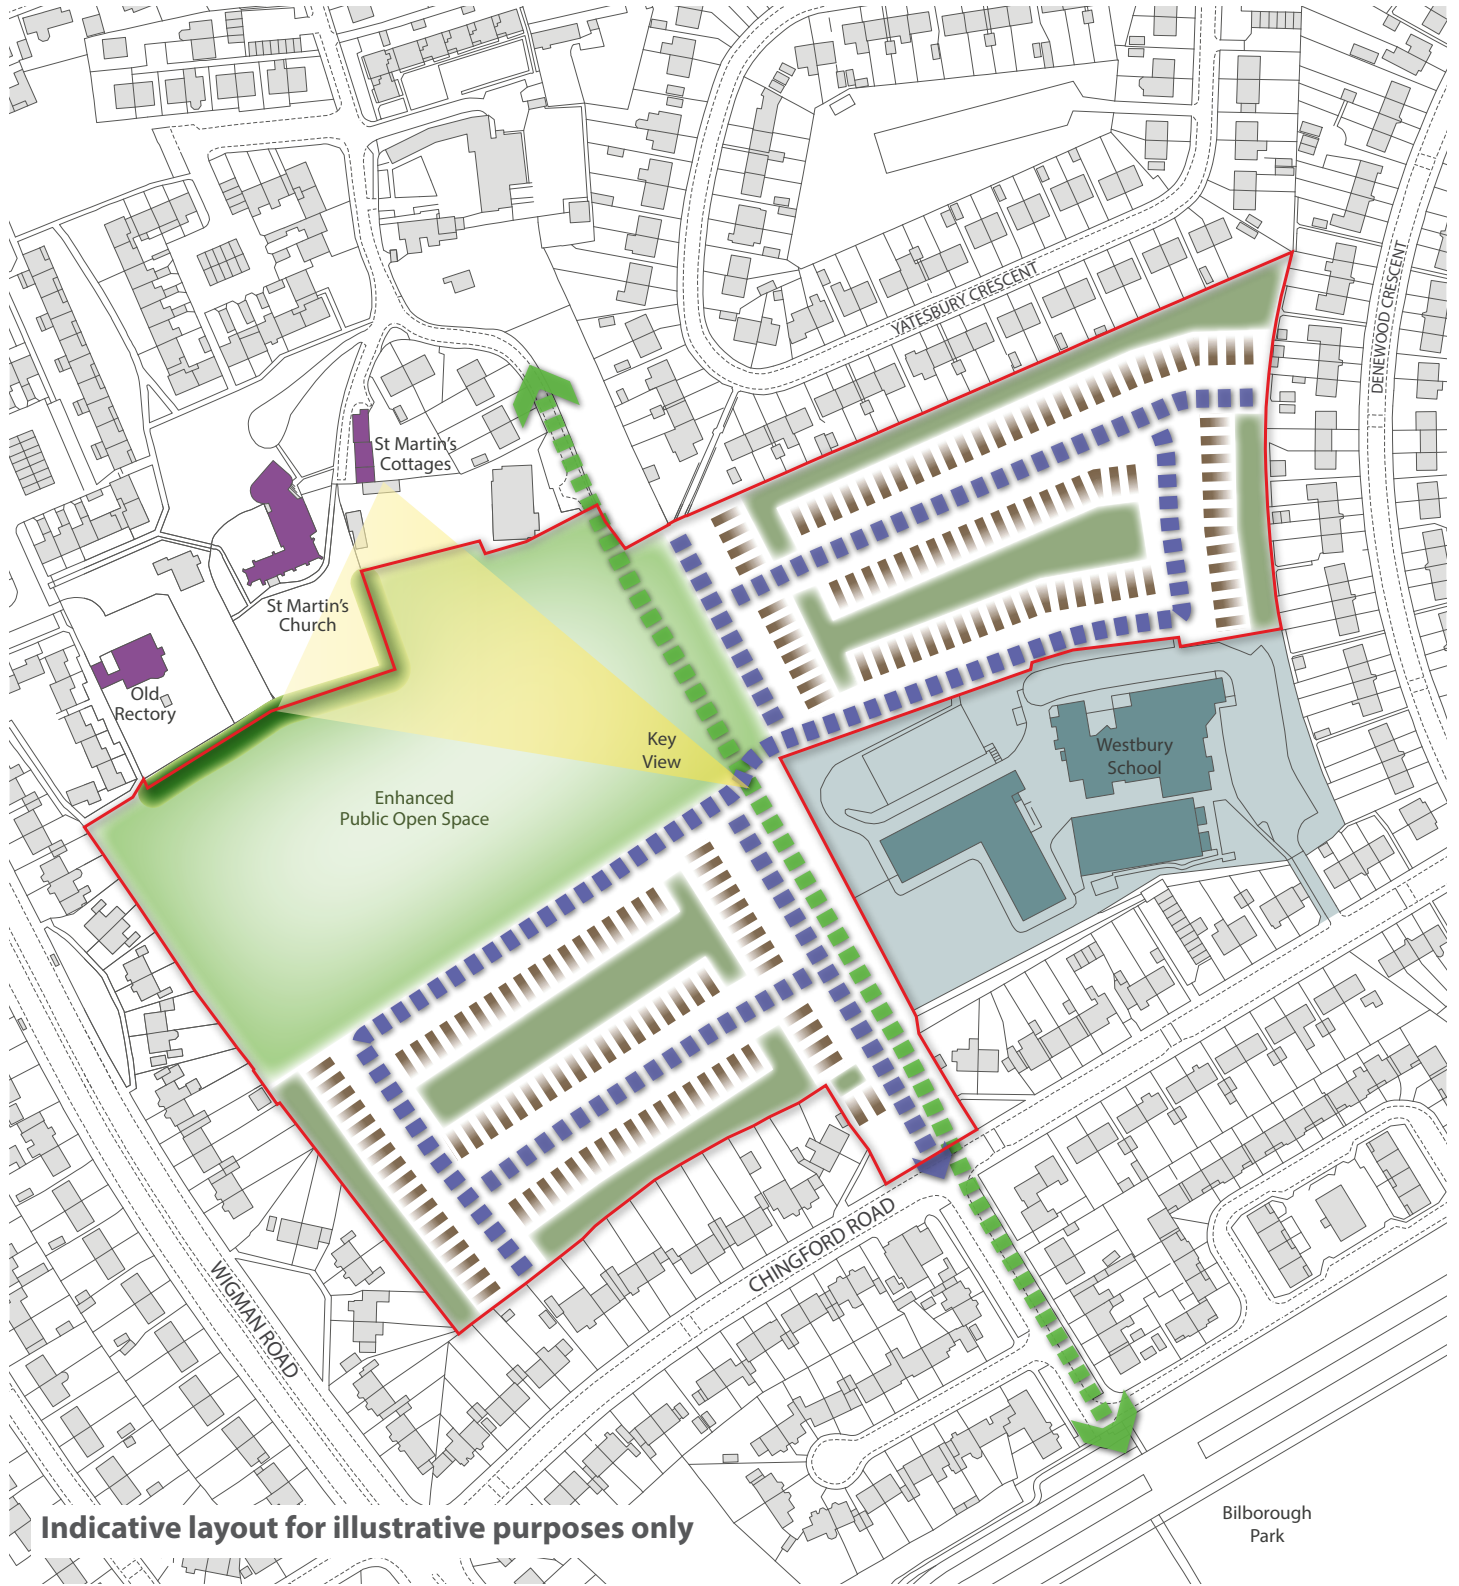 YATESBURY CRESCENT
DENEWOOD CRESCENT
St Martin's
Cottages
St Martin's
Church
Old
Rectory
Key
View
Westbury
School
Enhanced
Public Open Space
CHINGFORD ROAD
WIGMAN ROAD
Bilborough
Park
Indicative layout for illustrative purposes only